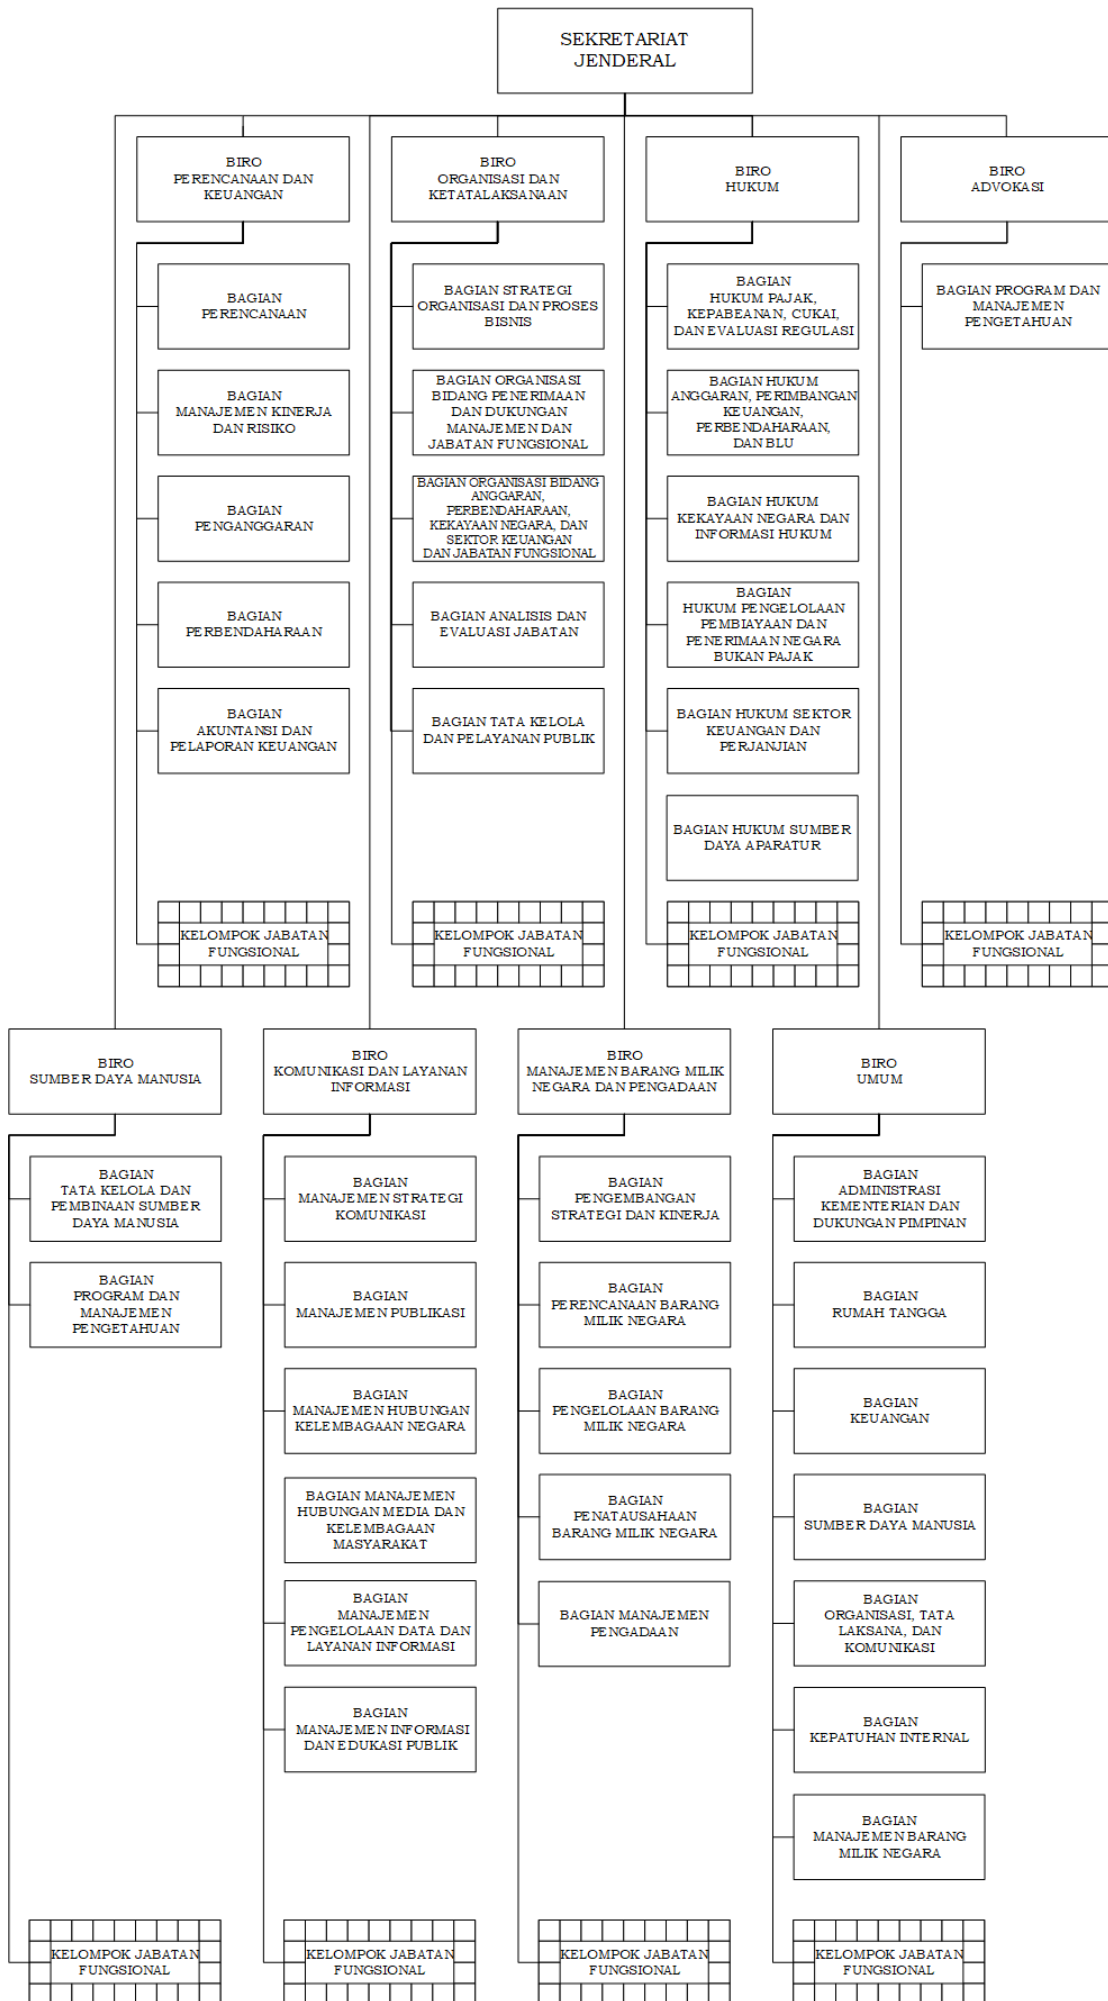 SEKRETARIAT
JENDERAL
BIRO
PERENCANAAN DAN
KEUANGAN
BAGIAN
PERENCANAAN
BAGIAN
MANAJEMEN KINERJA
DAN RISIKO
BAGIAN
PENGANGGARAN
BAGIAN
PERBENDAHARAAN
BAGIAN
AKUNTANSI DAN
PELAPORAN KEUANGAN
KELOMPOK JABATAN
FUNGSIONAL
BIRO
ORGANISASI DAN
KETATALAKSANAAN
BAGIAN STRATEGI
ORGANISASI DAN PROSES
BISNIS
BAGIAN ORGANISASI
BIDANG PENERIMAAN
DAN DUKUNGAN
MANAJEMEN DAN
JABATAN FUNGSIONAL
BAGIAN ORGANISASI BIDANG
ANGGARAN,
PERBENDAHARAAN,
KEKAYAAN NEGARA, DAN
SEKTOR KEUANGAN
DAN JABATAN FUNGSIONAL
BAGIAN ANALISIS DAN
EVALUASI JABATAN
BAGIAN TATA KELOLA
DAN PELAYANAN PUBLIK
KELOMPOK JABATAN
FUNGSIONAL
BIRO
HUKUM
BAGIAN
HUKUM PAJAK,
KEPABEANAN, CUKAI,
DAN EVALUASI REGULASI
BAGIAN HUKUM
ANGGARAN, PERIMBANGAN
KEUANGAN,
PERBENDAHARAAN,
DAN BLU
BAGIAN HUKUM
KEKAYAAN NEGARA DAN
INFORMASI HUKUM
BAGIAN
HUKUM PENGELOLAAN
PEMBIAYAAN DAN
PENERIMAAN NEGARA
BUKAN PAJAK
BAGIAN HUKUM SEKTOR
KEUANGAN DAN
PERJANJIAN
BAGIAN HUKUM SUMBER
DAYA APARATUR
KELOMPOK JABATAN
FUNGSIONAL
BIRO
ADVOKASI
BAGIAN PROGRAM DAN
MANAJEMEN
PENGETAHUAN
KELOMPOK JABATAN
FUNGSIONAL
BIRO
SUMBER DAYA MANUSIA
BAGIAN
TATA KELOLA DAN
PEMBINAAN SUMBER
DAYA MANUSIA
BAGIAN
PROGRAM DAN
MANAJEMEN
PENGETAHUAN
KELOMPOK JABATAN
FUNGSIONAL
BIRO
KOMUNIKASI DAN LAYANAN
INFORMASI
BAGIAN
MANAJEMEN STRATEGI
KOMUNIKASI
BAGIAN
MANAJEMEN PUBLIKASI
BAGIAN
MANAJEMEN HUBUNGAN
KELEMBAGAAN NEGARA
BAGIAN MANAJEMEN
HUBUNGAN MEDIA DAN
KELEMBAGAAN
MASYARAKAT
BAGIAN
MANAJEMEN
PENGELOLAAN DATA DAN
LAYANAN INFORMASI
BAGIAN
MANAJEMEN INFORMASI
DAN EDUKASI PUBLIK
KELOMPOK JABATAN
FUNGSIONAL
BIRO
MANAJEMEN BARANG MILIK
NEGARA DAN PENGADAAN
BAGIAN
PENGEMBANGAN
STRATEGI DAN KINERJA
BAGIAN
PERENCANAAN BARANG
MILIK NEGARA
BAGIAN
PENGELOLAAN BARANG
MILIK NEGARA
BAGIAN
PENATAUSAHAAN
BARANG MILIK NEGARA
BAGIAN MANAJEMEN
PENGADAAN
KELOMPOK JABATAN
FUNGSIONAL
BIRO
UMUM
BAGIAN
ADMINISTRASI
KEMENTERIAN DAN
DUKUNGAN PIMPINAN
BAGIAN
RUMAH TANGGA
BAGIAN
KEUANGAN
BAGIAN
SUMBER DAYA MANUSIA
BAGIAN
ORGANISASI, TATA
LAKSANA, DAN
KOMUNIKASI
BAGIAN
KEPATUHAN INTERNAL
BAGIAN
MANAJEMEN BARANG
MILIK NEGARA
KELOMPOK JABATAN
FUNGSIONAL